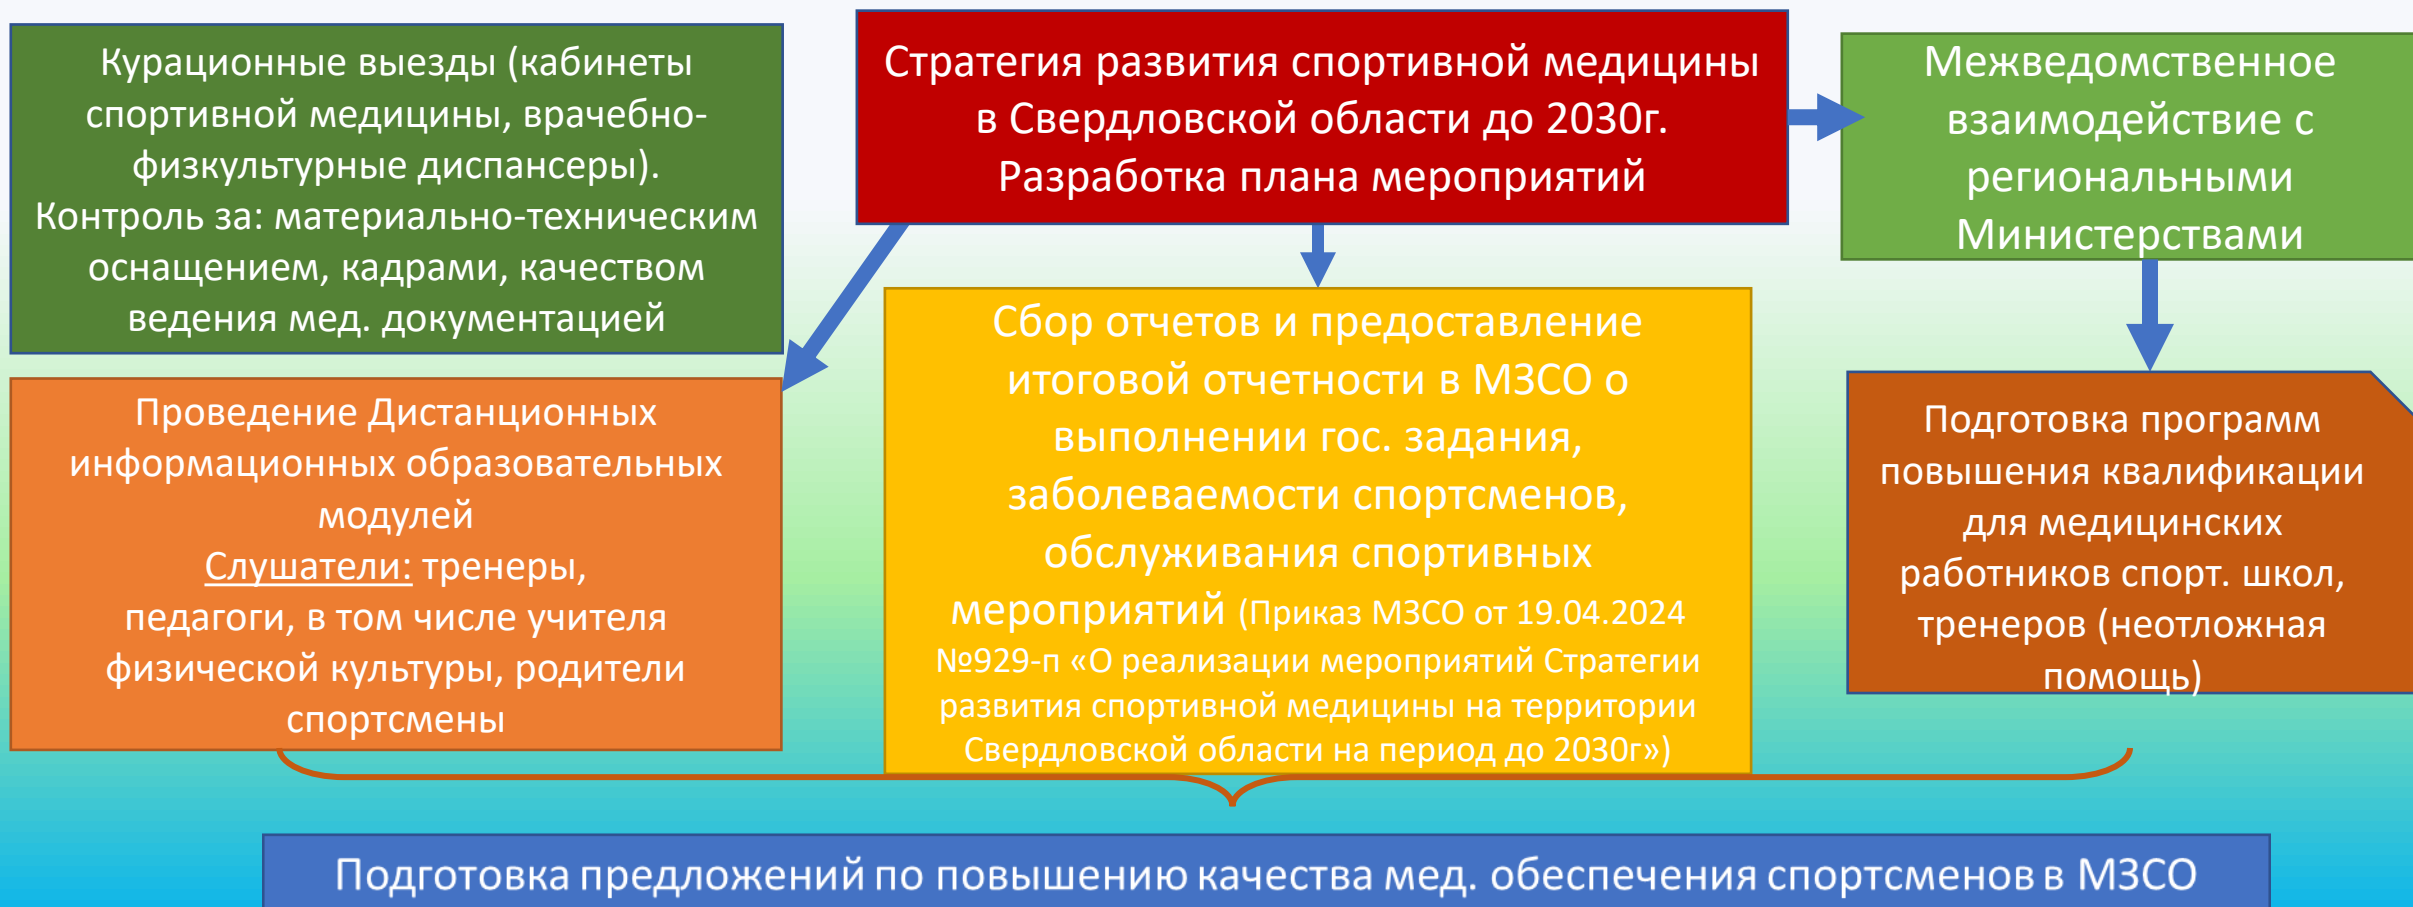 Курационные выезды (кабинеты
спортивной медицины, врачебно-
физкультурные диспансеры).
Контроль за: материально-техническим
оснащением, кадрами, качеством
ведения мед. документацией
Стратегия развития спортивной медицины
в Свердловской области до 2030г.
Разработка плана мероприятий
Межведомственное
взаимодействие с
региональными
Министерствами
Проведение Дистанционных
информационных образовательных
модулей
Слушатели: тренеры,
педагоги, в том числе учителя
физической культуры, родители
спортсмены
Сбор отчетов и предоставление
итоговой отчетности в МЗСО о
выполнении гос. задания,
заболеваемости спортсменов,
обслуживания спортивных
мероприятий (Приказ МЗСО от 19.04.2024
№929-п «О реализации мероприятий Стратегии
развития спортивной медицины на территории
Свердловской области на период до 2030г»)
Подготовка программ
повышения квалификации
для медицинских
работников спорт. школ,
тренеров (неотложная
помощь)
Подготовка предложений по повышению качества мед. обеспечения спортсменов в МЗСО